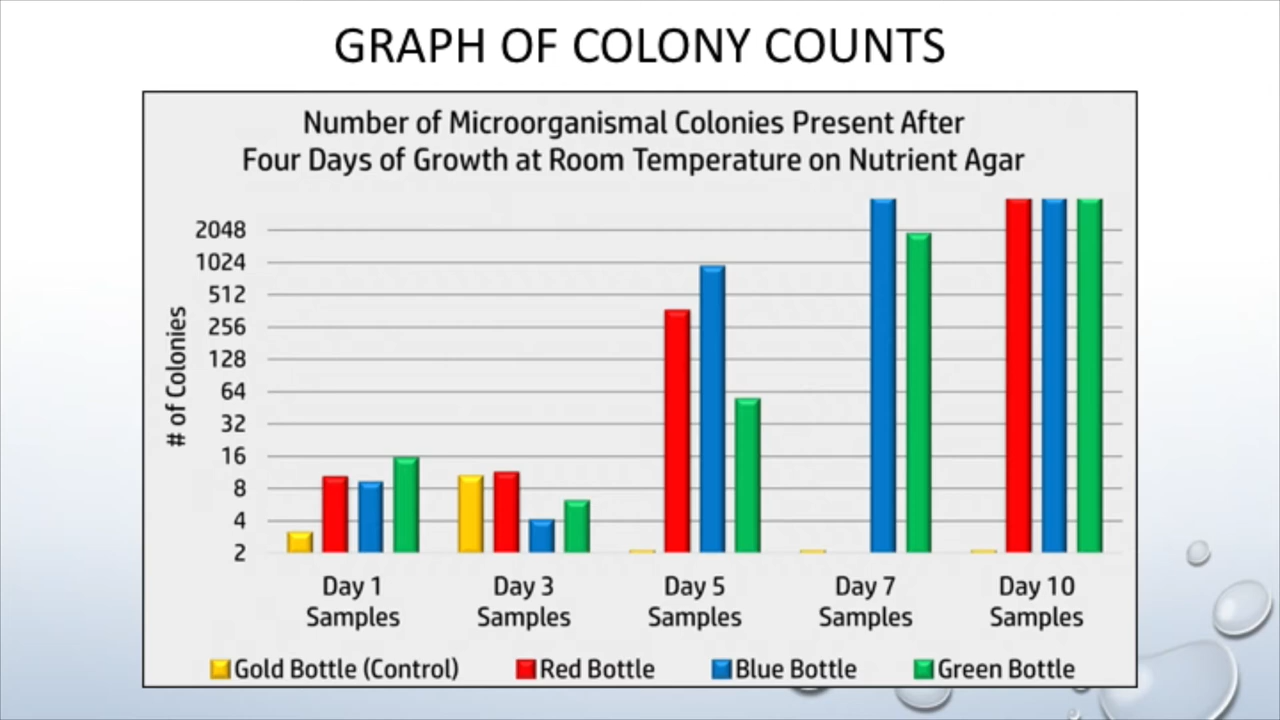 GRAPH OF COLONY COUNTS
Number of Microorganismal Colonies Present After
Four Days of Growth at Room Temperature on Nutrient Agar
# of Colonies
2048
1024
512
256
128
64
32
16
8
4
2
Day 1 Samples
Day 3 Samples
Day 5 Samples
Day 7 Samples
Day 10 Samples
Gold Bottle (Control)
Red Bottle
Blue Bottle
Green Bottle